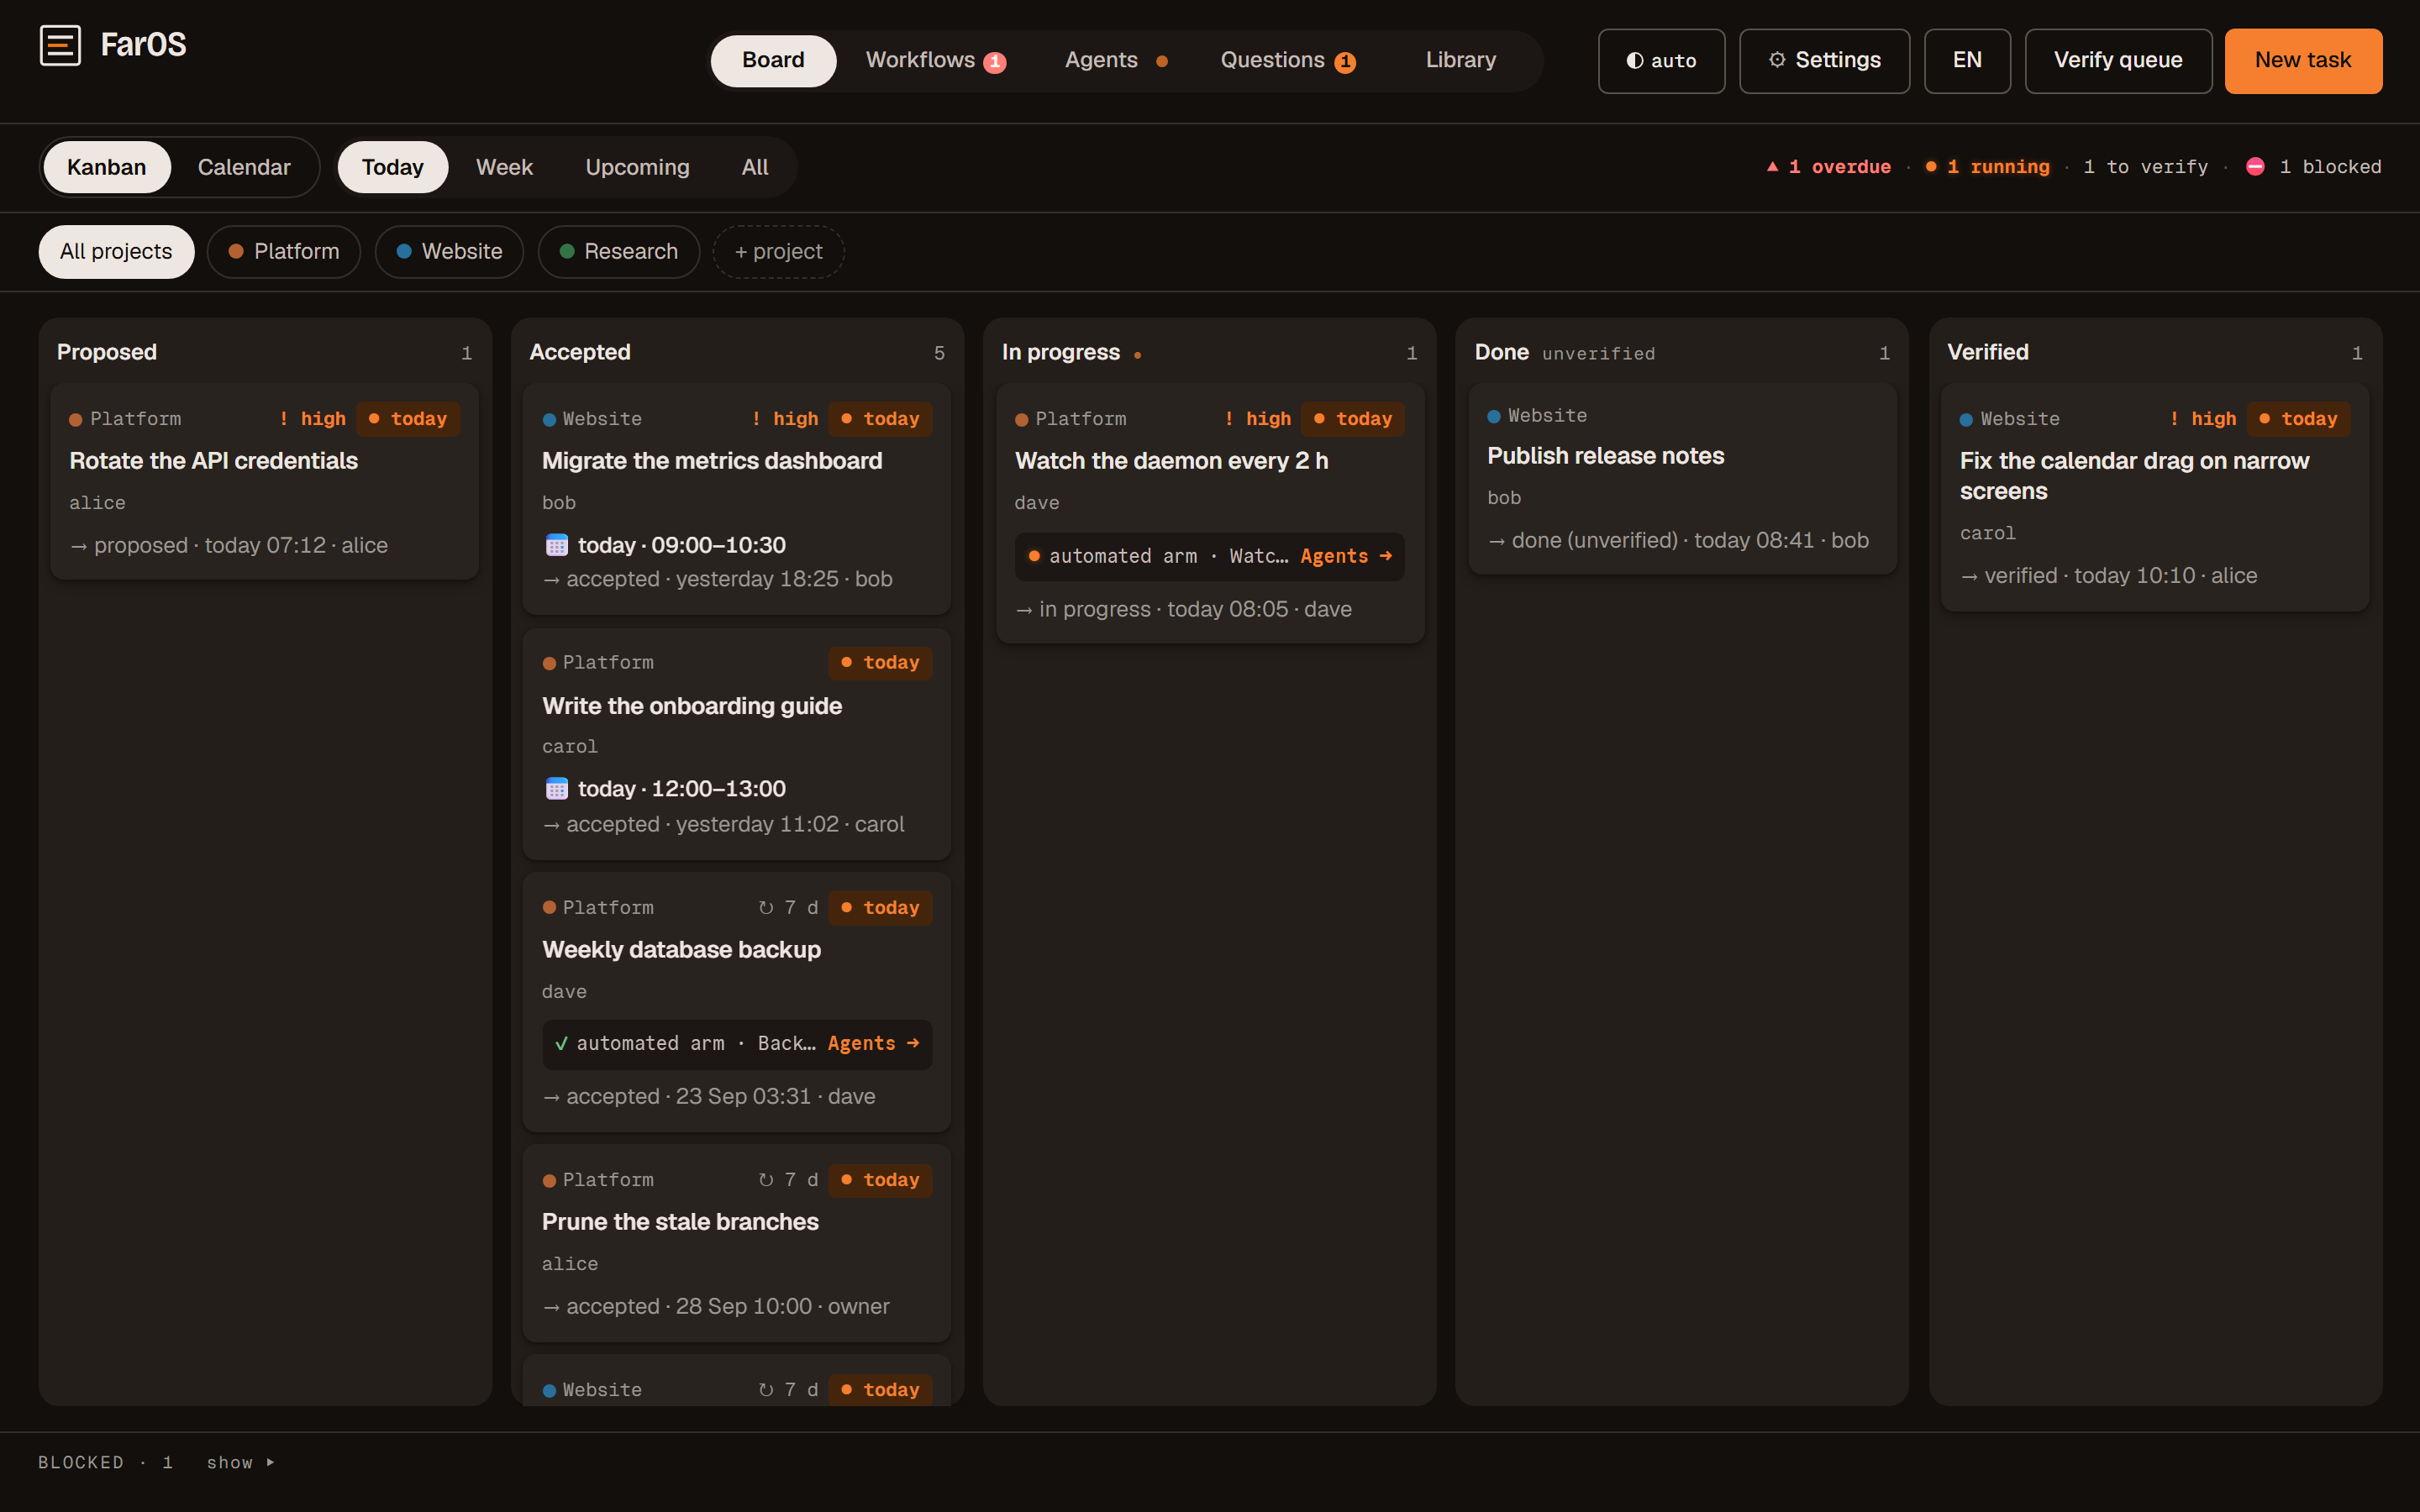 FarOS
Board
Workflows 1
Agents
Questions 1
Library
auto
Settings
EN
Verify queue
New task
Kanban
Calendar
Today
Week
Upcoming
All
1 overdue · 1 running · 1 to verify · 1 blocked
All projects
Platform
Website
Research
+ project
Proposed 1
Platform ! high today
Rotate the API credentials
alice
→ proposed · today 07:12 · alice
Accepted 5
Website ! high today
Migrate the metrics dashboard
bob
today · 09:00–10:30
→ accepted · yesterday 18:25 · bob
Platform today
Write the onboarding guide
carol
today · 12:00–13:00
→ accepted · yesterday 11:02 · carol
Platform ↻ 7 d today
Weekly database backup
dave
✓ automated arm · Back… Agents →
→ accepted · 23 Sep 03:31 · dave
Platform ↻ 7 d today
Prune the stale branches
alice
→ accepted · 28 Sep 10:00 · owner
Website ↻ 7 d today
In progress 1
Platform ! high today
Watch the daemon every 2 h
dave
automated arm · Watc… Agents →
→ in progress · today 08:05 · dave
Done unverified 1
Website
Publish release notes
bob
→ done (unverified) · today 08:41 · bob
Verified 1
Website ! high today
Fix the calendar drag on narrow
screens
carol
→ verified · today 10:10 · alice
BLOCKED · 1 show ▸